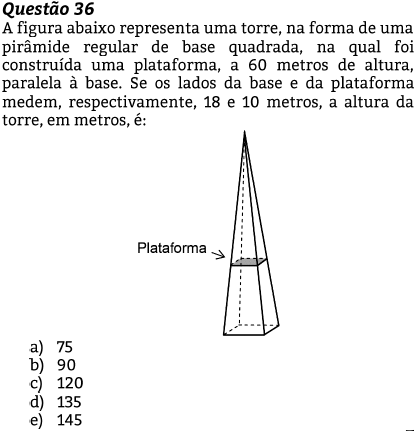 Questão 36
A figura abaixo representa uma torre, na forma de uma
pirâmide regular de base quadrada, na qual foi
construída uma plataforma, a 60 metros de altura,
paralela à base. Se os lados da base e da plataforma
medem, respectivamente, 18 e 10 metros, a altura da
torre, em metros, é:
Plataforma
a) 75
b) 90
c) 120
d) 135
e) 145